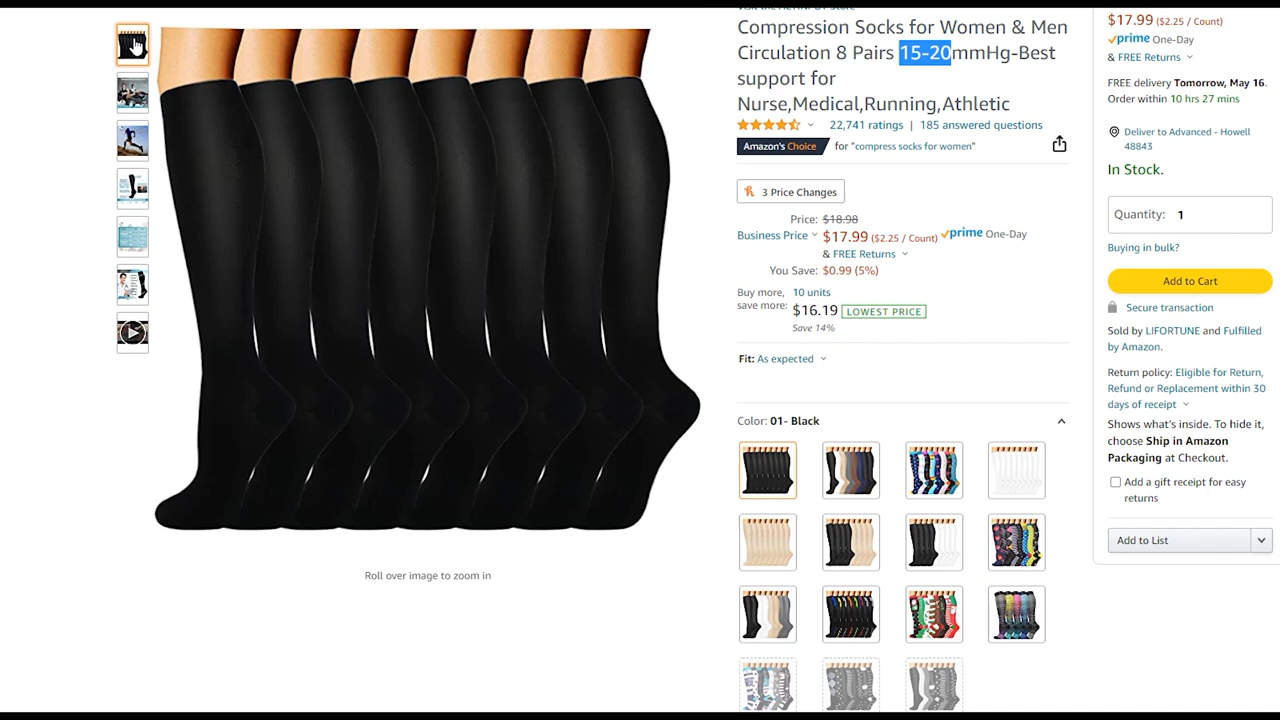 Compression Socks for Women & Men
Circulation 8 Pairs 15-20mmHg-Best
support for
Nurse,Medical,Running,Athletic
22,741 ratings | 185 answered questions
Amazon's Choice for "compress socks for women"
3 Price Changes
Price: $18.98
Business Price $17.99 ($2.25 / Count) prime One-Day
& FREE Returns
You Save: $0.99 (5%)
Buy more, 10 units
save more: $16.19 LOWEST PRICE
Save 14%
Fit: As expected
Color: 01- Black
Roll over image to zoom in
$17.99 ($2.25 / Count)
prime One-Day
& FREE Returns
FREE delivery Tomorrow, May 16.
Order within 10 hrs 27 mins
Deliver to Advanced - Howell
48843
In Stock.
Quantity: 1
Buying in bulk?
Add to Cart
Secure transaction
Sold by LIFORTUNE and Fulfilled
by Amazon.
Return policy: Eligible for Return,
Refund or Replacement within 30
days of receipt
Shows what's inside. To hide it,
choose Ship in Amazon
Packaging at Checkout.
Add a gift receipt for easy
returns
Add to List